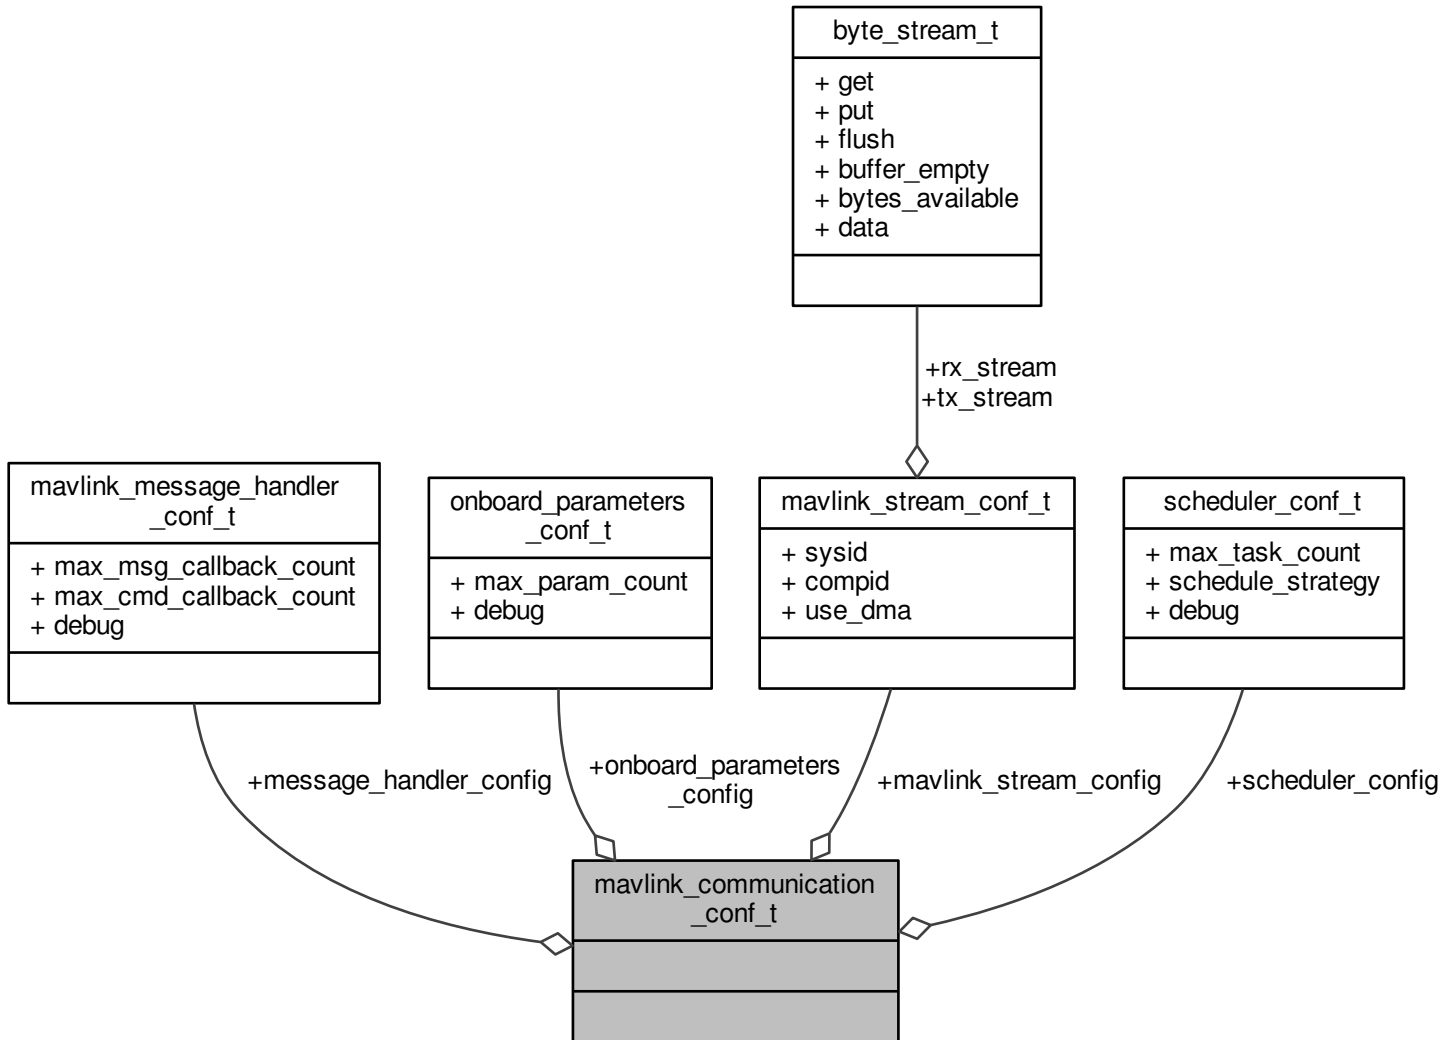 byte_stream_t
+ get
+ put
+ flush
+ buffer_empty
+ bytes_available
+ data
+rx_stream
+tx_stream
mavlink_message_handler
_conf_t
+ max_msg_callback_count
+ max_cmd_callback_count
+ debug
onboard_parameters
_conf_t
+ max_param_count
+ debug
mavlink_stream_conf_t
+ sysid
+ compid
+ use_dma
scheduler_conf_t
+ max_task_count
+ schedule_strategy
+ debug
+message_handler_config
+onboard_parameters
_config
+mavlink_stream_config
+scheduler_config
mavlink_communication
_conf_t